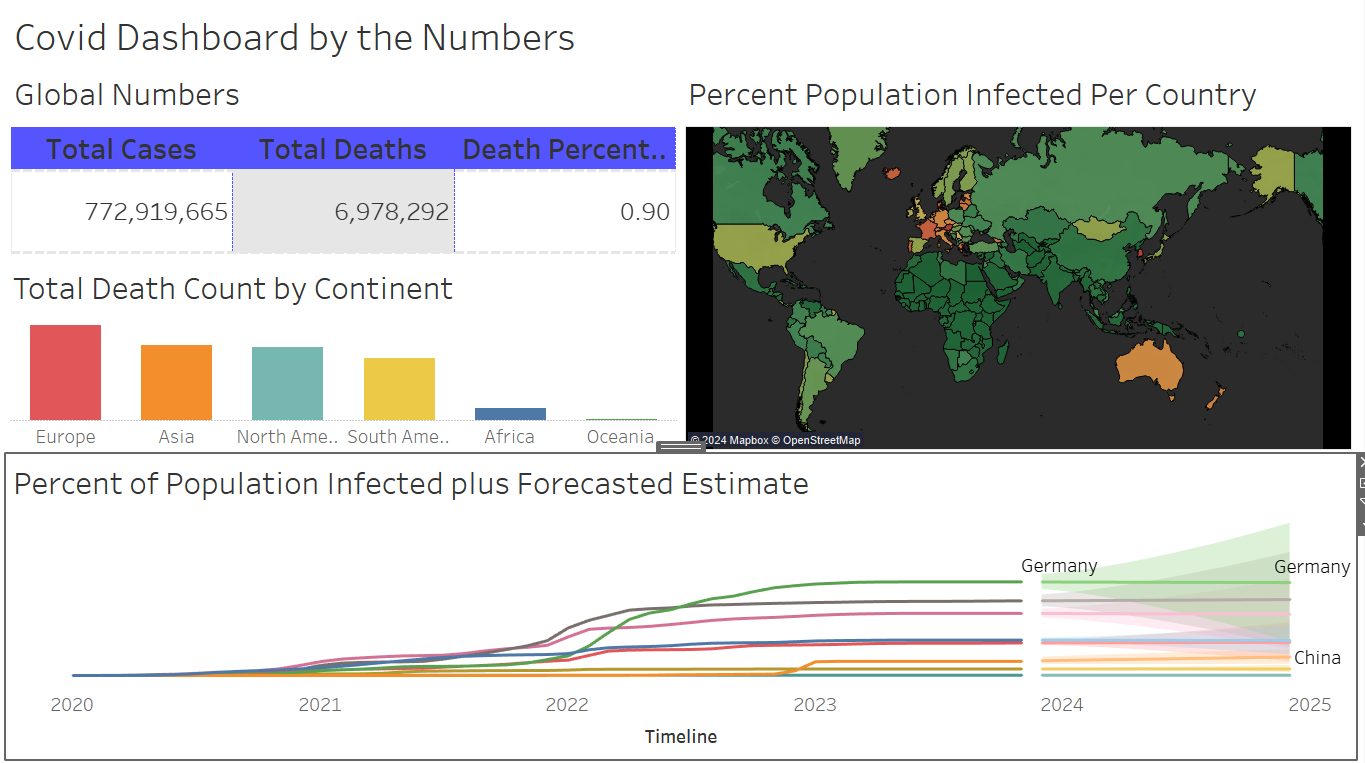 Covid Dashboard by the Numbers
Global Numbers
Total Cases Total Deaths Death Percent..
772,919,665 6,978,292 0.90
Total Death Count by Continent
Europe Asia North Ame.. South Ame.. Africa Oceania
Percent Population Infected Per Country
© 2024 Mapbox © OpenStreetMap
Percent of Population Infected plus Forecasted Estimate
Germany Germany
China
2020 2021 2022 2023 2024 2025
Timeline